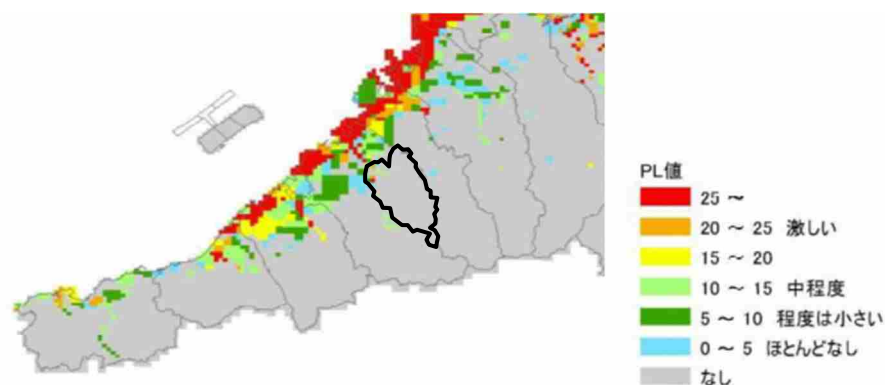 PL値
25 ～
20 ～ 25 激しい
15 ～ 20
10 ～ 15 中程度
5 ～ 10 程度は小さい
0 ～ 5 ほとんどなし
なし